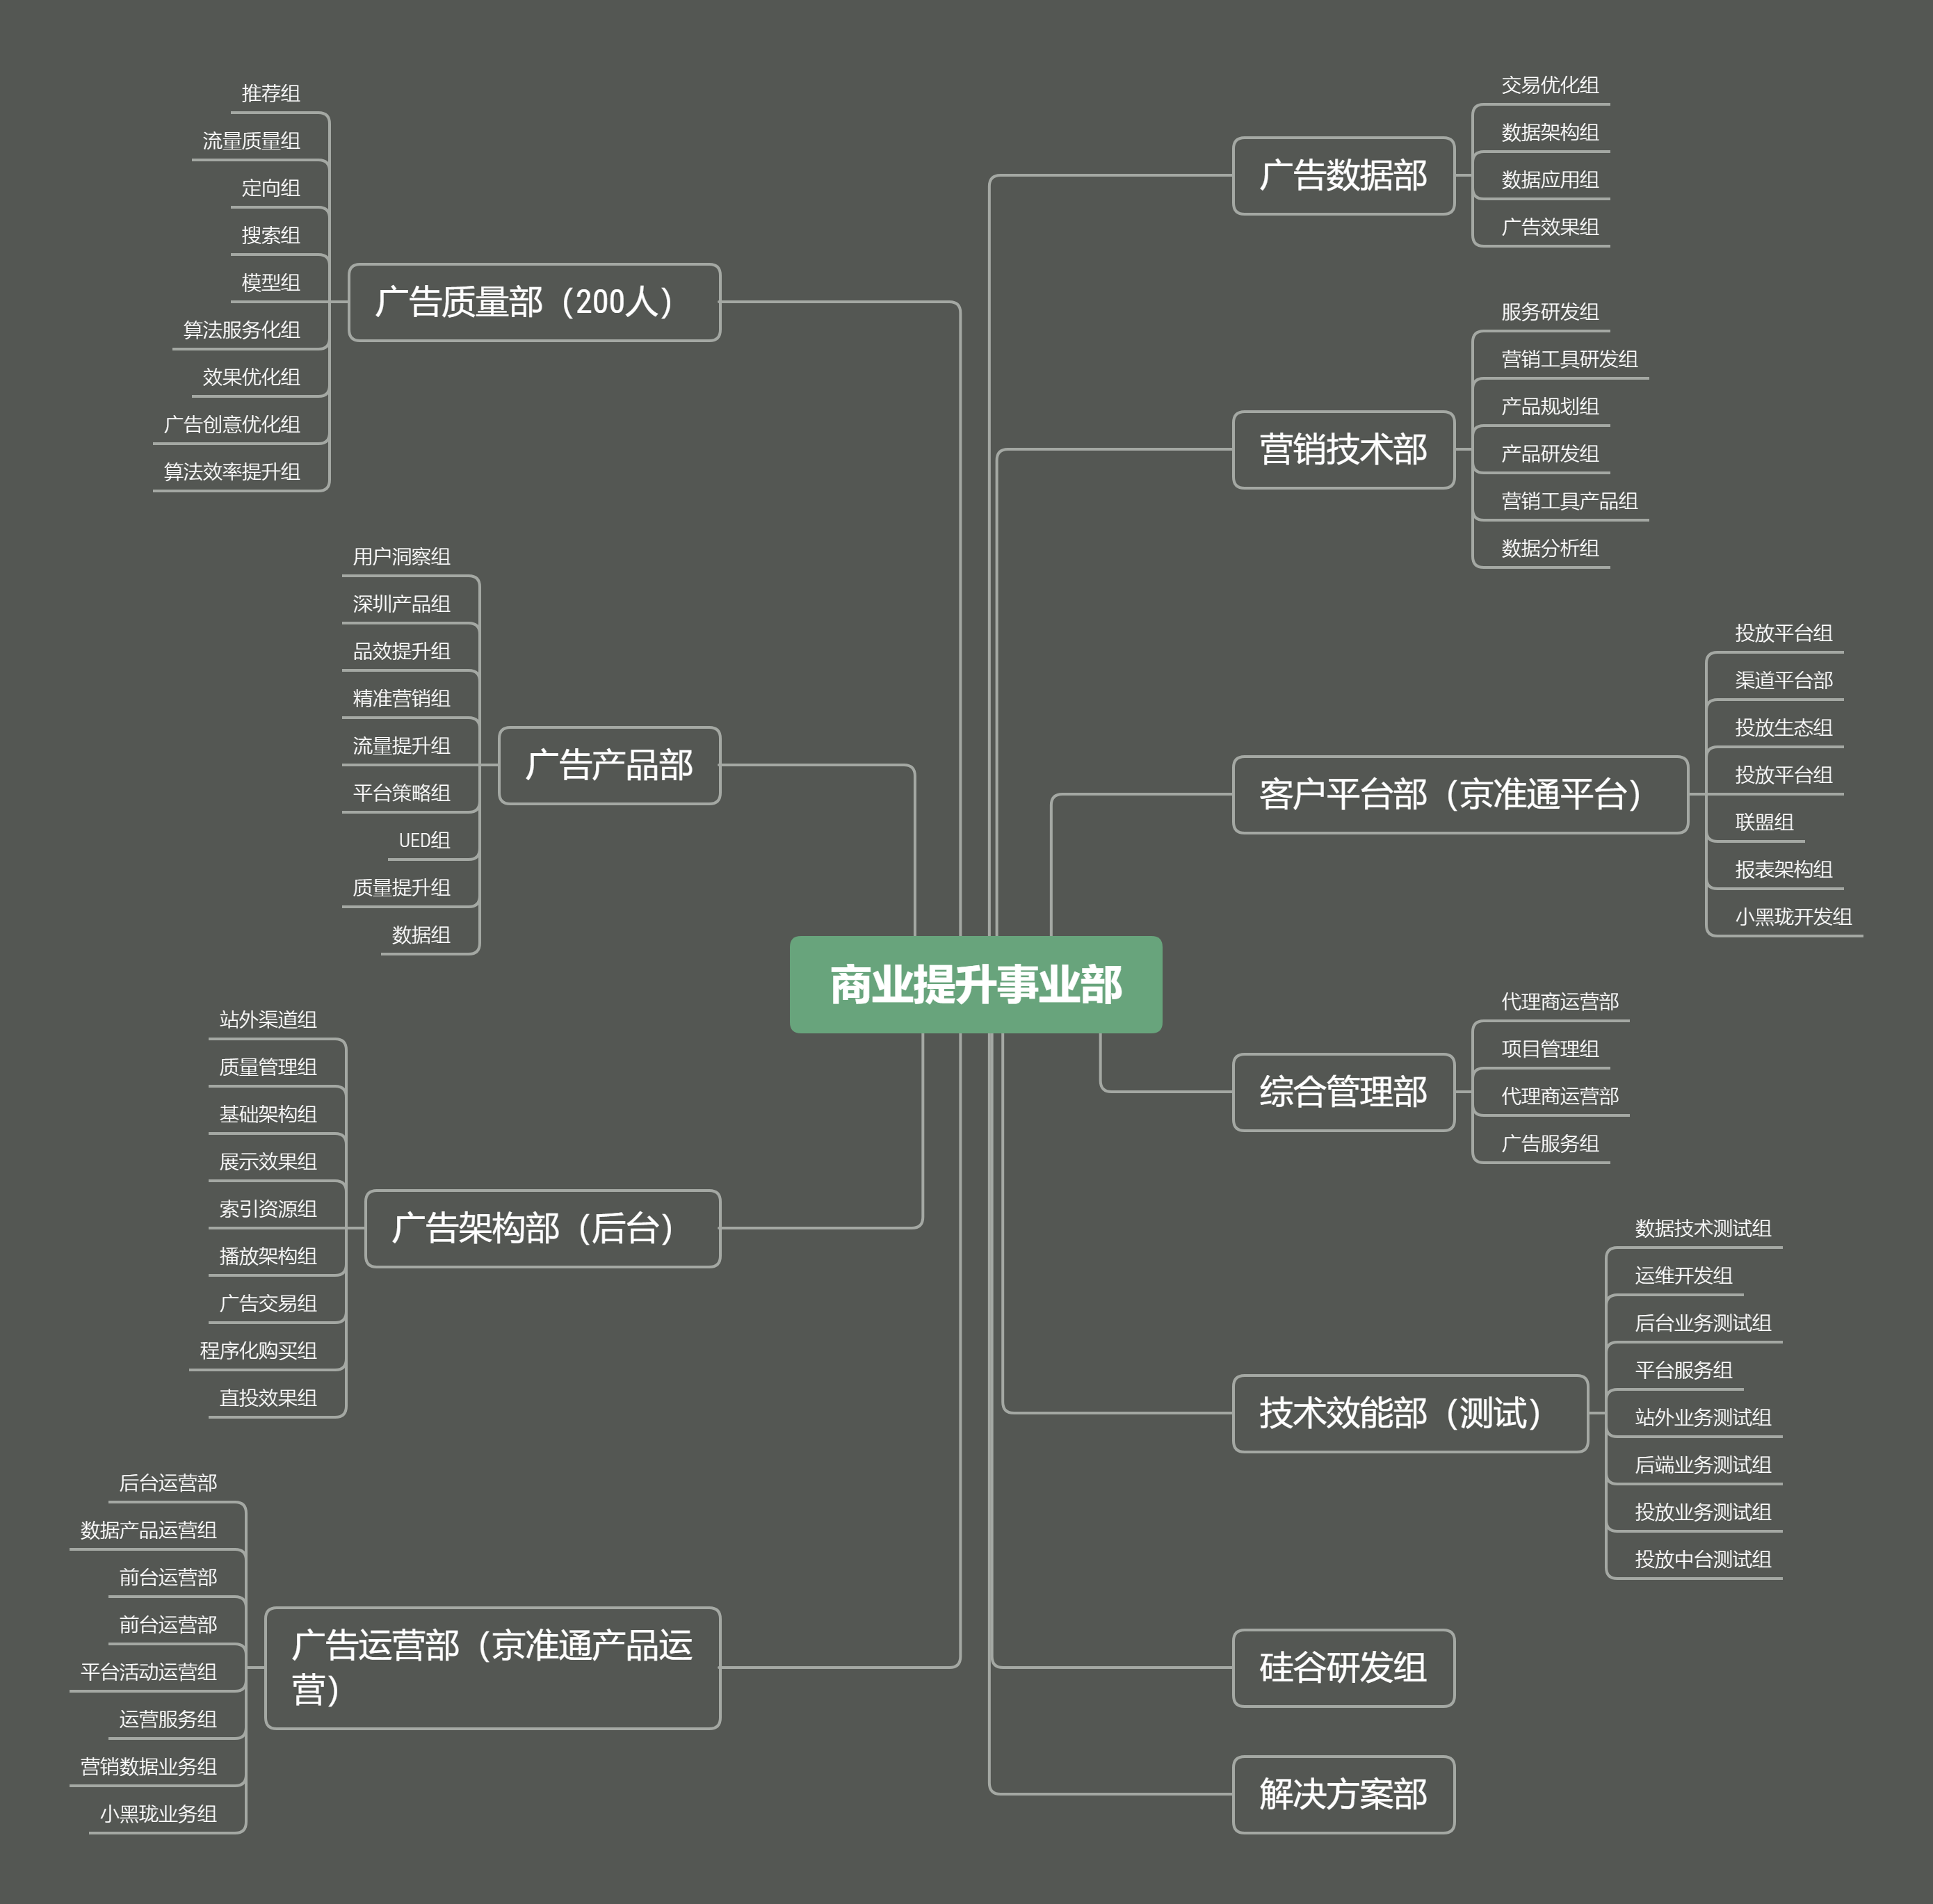 商业提升事业部
广告数据部
交易优化组
数据架构组
数据应用组
广告效果组
营销技术部
服务研发组
营销工具研发组
产品规划组
产品研发组
营销工具产品组
数据分析组
客户平台部（京准通平台）
投放平台组
渠道平台部
投放生态组
投放平台组
联盟组
报表架构组
小黑珑开发组
综合管理部
代理商运营部
项目管理组
代理商运营部
广告服务组
技术效能部（测试）
数据技术测试组
运维开发组
后台业务测试组
平台服务组
站外业务测试组
后端业务测试组
投放业务测试组
投放中台测试组
硅谷研发组
解决方案部
广告质量部（200人）
推荐组
流量质量组
定向组
搜索组
模型组
算法服务化组
效果优化组
广告创意优化组
算法效率提升组
广告产品部
用户洞察组
深圳产品组
品效提升组
精准营销组
流量提升组
平台策略组
UED组
质量提升组
数据组
广告架构部（后台）
站外渠道组
质量管理组
基础架构组
展示效果组
索引资源组
播放架构组
广告交易组
程序化购买组
直投效果组
广告运营部（京准通产品运
营）
后台运营部
数据产品运营组
前台运营部
前台运营部
平台活动运营组
运营服务组
营销数据业务组
小黑珑业务组